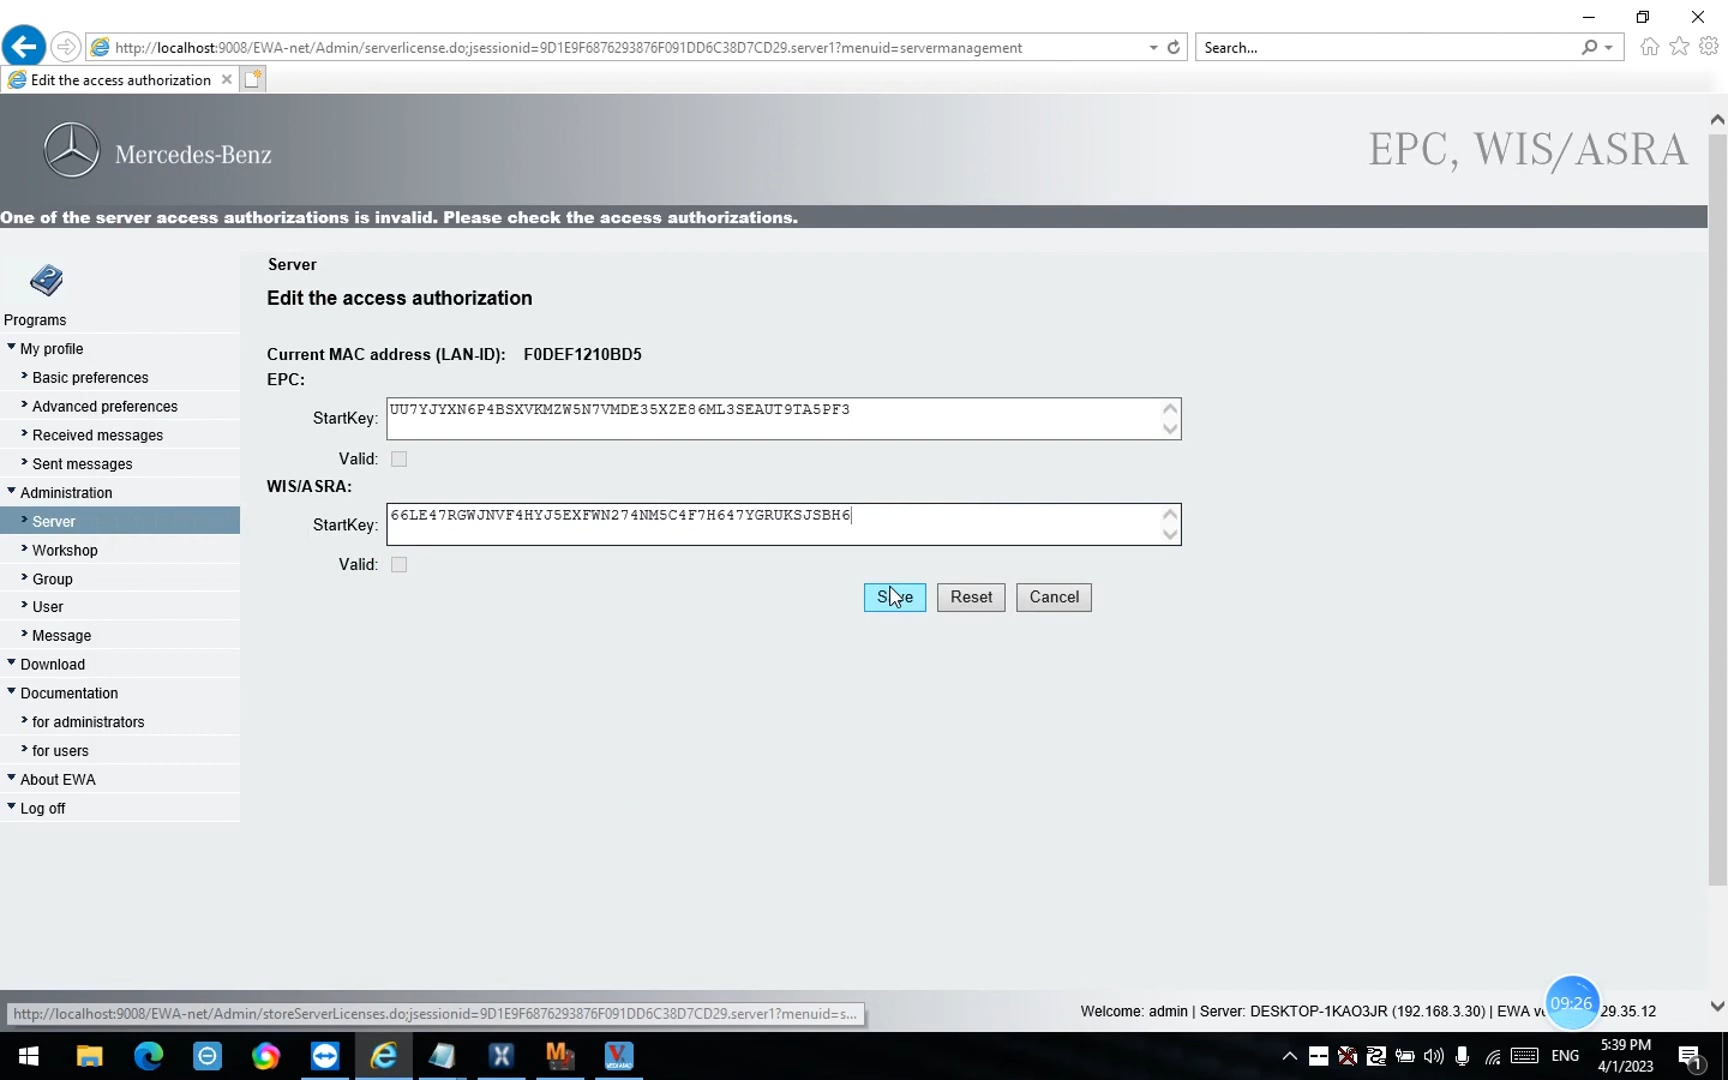 http://localhost:9008/EWA-net/Admin/serverlicense.do;jsessionid=9D1E9F6876293876F091DD6C38D7CD29.server1?menuid=servermanagement
Search...
Edit the access authorization
Mercedes-Benz
EPC, WIS/ASRA
One of the server access authorizations is invalid. Please check the access authorizations.
Programs
My profile
Basic preferences
Advanced preferences
Received messages
Sent messages
Administration
Server
Workshop
Group
User
Message
Download
Documentation
for administrators
for users
About EWA
Log off
Server
Edit the access authorization
Current MAC address (LAN-ID): F0DEF1210BD5
EPC:
StartKey: UU7YJYXN6P4BSXVKMZW5N7VMDE35XZE86ML3SEAUT9TA5PF3
Valid:
WIS/ASRA:
StartKey: 66LE47RGWJNVF4HYJ5EXFWN274NM5C4F7H647YGRUKSJSBH6
Valid:
Reset Cancel
http://localhost:9008/EWA-net/Admin/storeServerLicenses.do;jsessionid=9D1E9F6876293876F091DD6C38D7CD29.server1?menuid=s...
Welcome: admin | Server: DESKTOP-1KAO3JR (192.168.3.30) | EWA 29.35.12
09:26
ENG
5:39 PM
4/1/2023
1